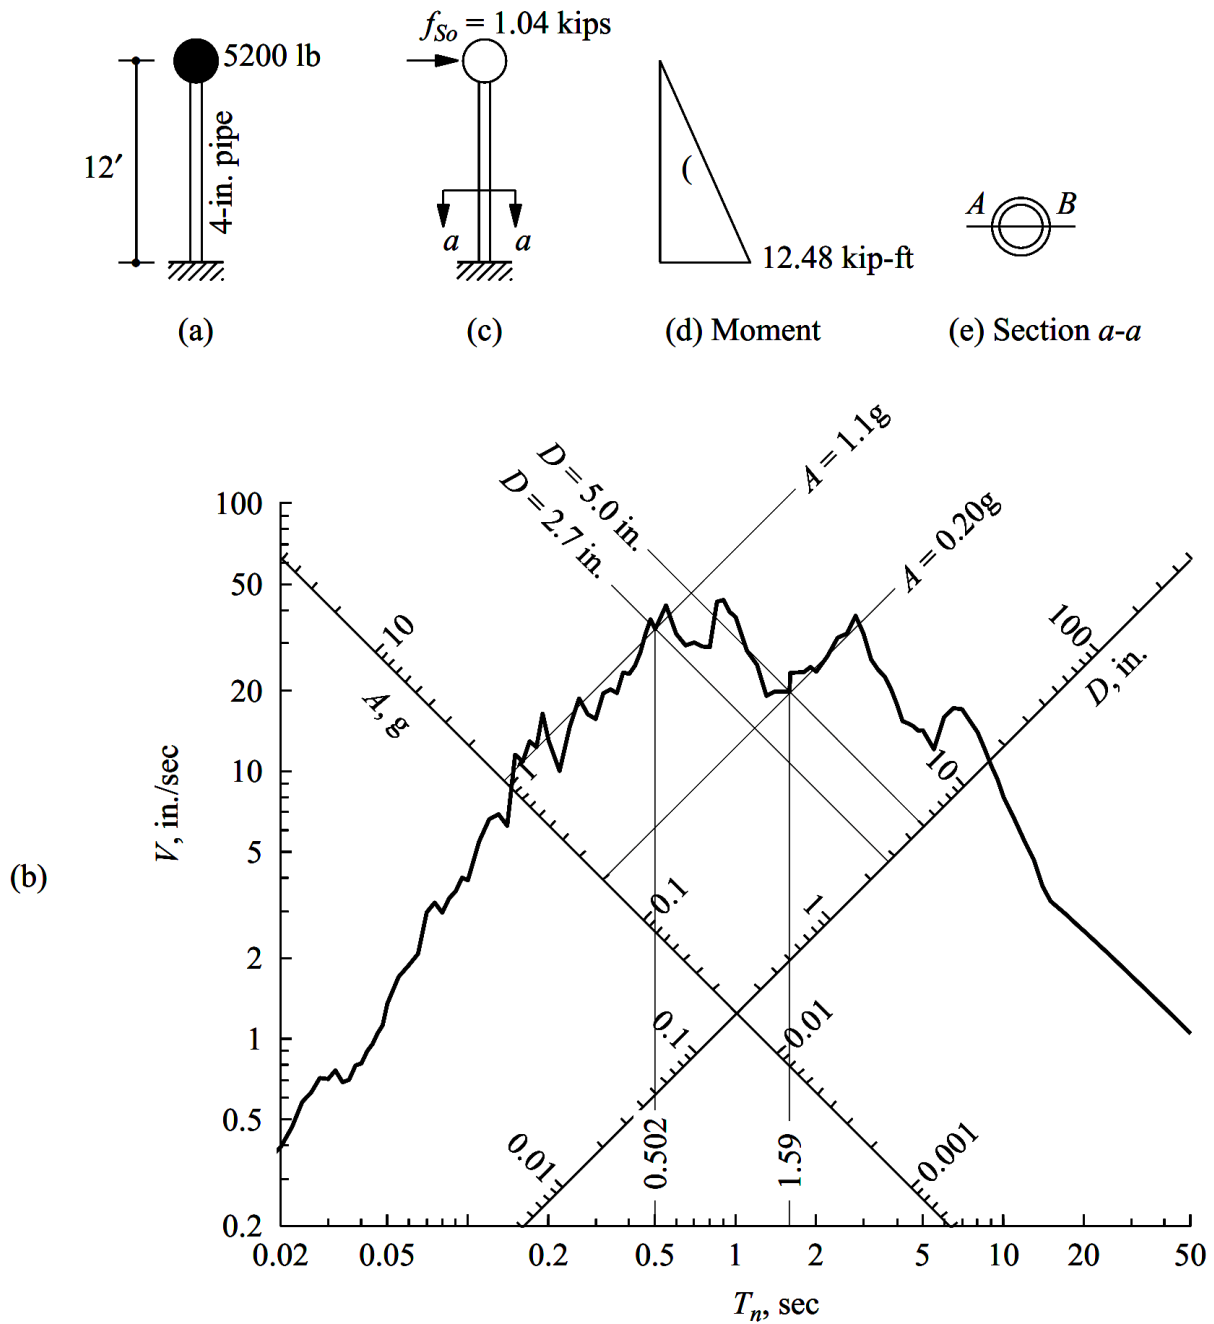 5200 lb
12′
4-in. pipe
(a)
f_So = 1.04 kips
a a
(c)
(
12.48 kip-ft
(d) Moment
A B
(e) Section a-a
(b)
V, in./sec
100
50
20
10
5
2
1
0.5
0.2
0.02 0.05 0.2 0.5 1 2 5 10 20 50
T_n, sec
D = 5.0 in.
D = 2.7 in.
A = 1.1g
A = 0.20g
A, g
10
1
0.1
0.01
0.001
D, in.
100
10
1
0.1
0.01
0.502
1.59